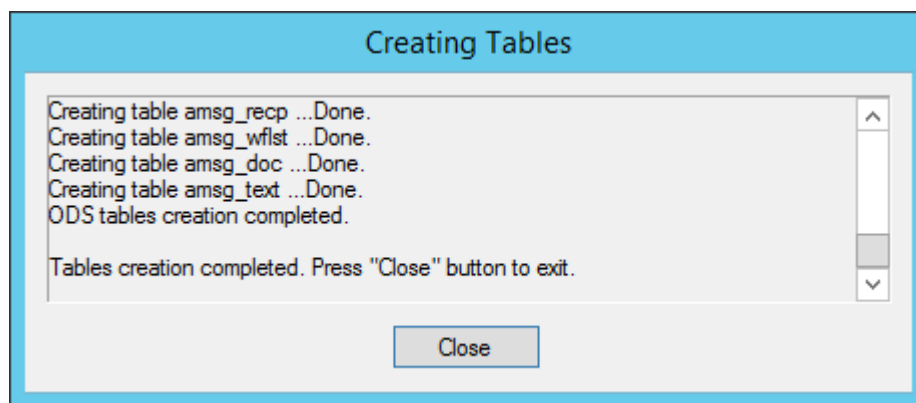 Creating Tables
Creating table amsg_recp ...Done.
Creating table amsg_wflst ...Done.
Creating table amsg_doc ...Done.
Creating table amsg_text ...Done.
ODS tables creation completed.
Tables creation completed. Press "Close" button to exit.
Close